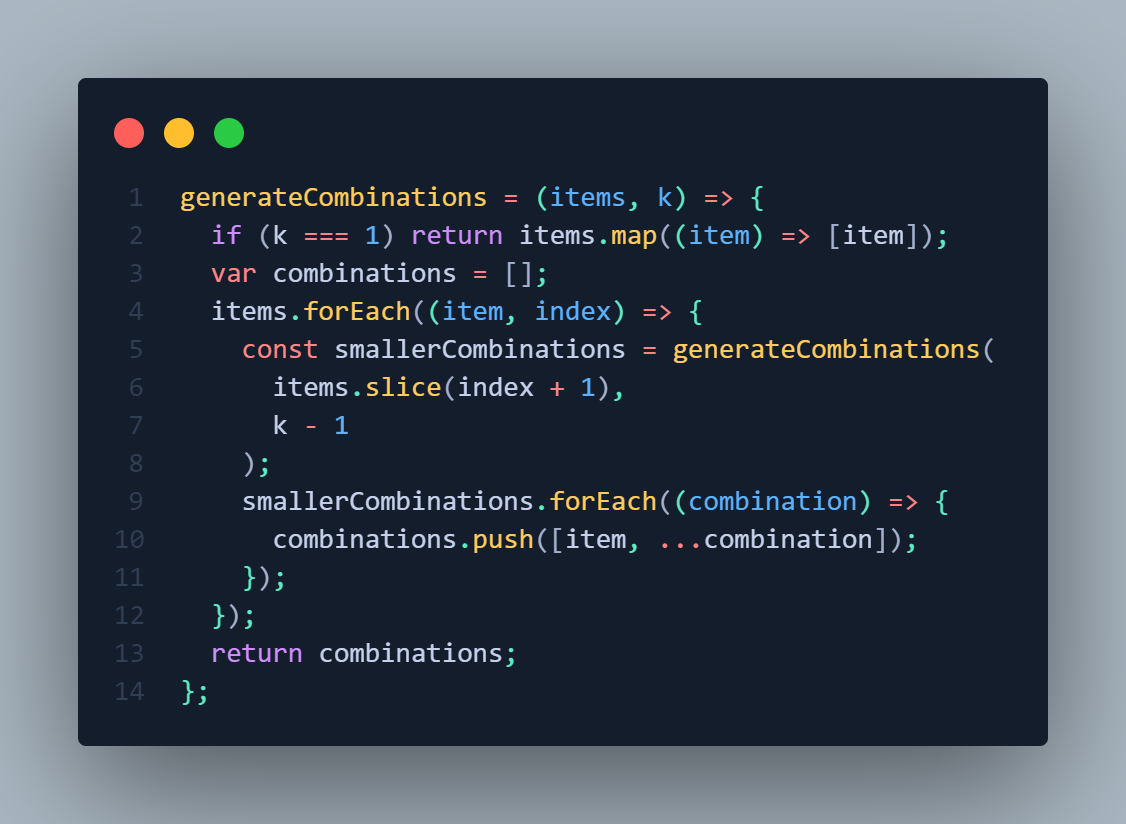 1 generateCombinations = (items, k) => {
2   if (k === 1) return items.map((item) => [item]);
3   var combinations = [];
4   items.forEach((item, index) => {
5     const smallerCombinations = generateCombinations(
6       items.slice(index + 1),
7       k - 1
8     );
9     smallerCombinations.forEach((combination) => {
10       combinations.push([item, ...combination]);
11     });
12   });
13   return combinations;
14 };